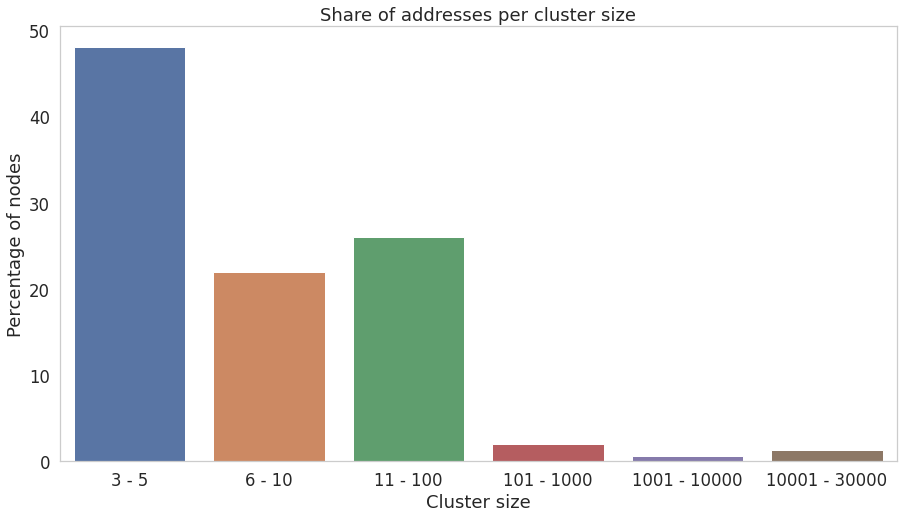 Share of addresses per cluster size
50
40
30
20
10
0
Percentage of nodes
3 - 5
6 - 10
11 - 100
101 - 1000
1001 - 10000
10001 - 30000
Cluster size